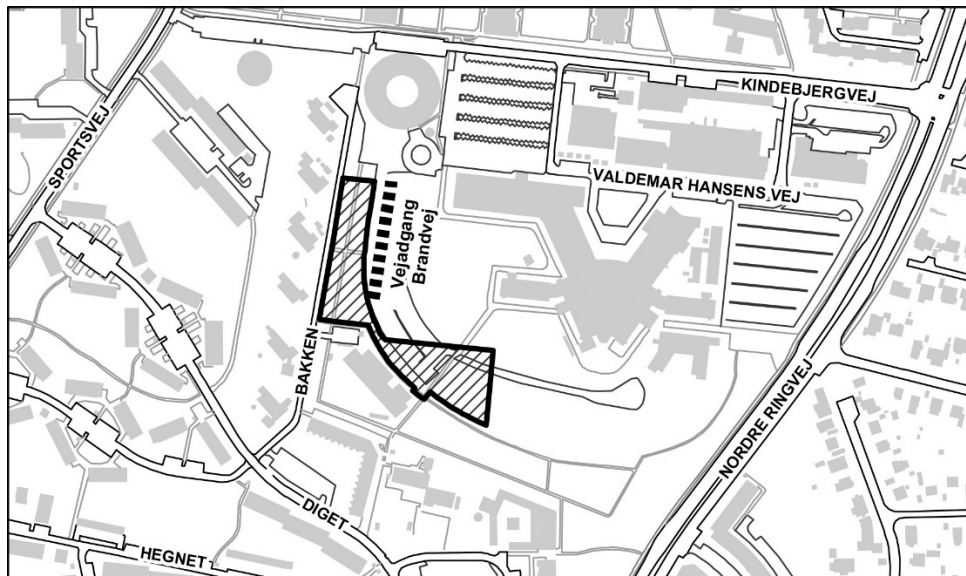 KINDEBJERGVEJ
SPORTSVEJ
VALDEMAR HANSENS VEJ
Vejadgang
Brandvej
BAKKEN
NORDRE RINGVEJ
DIGET
HEGNET